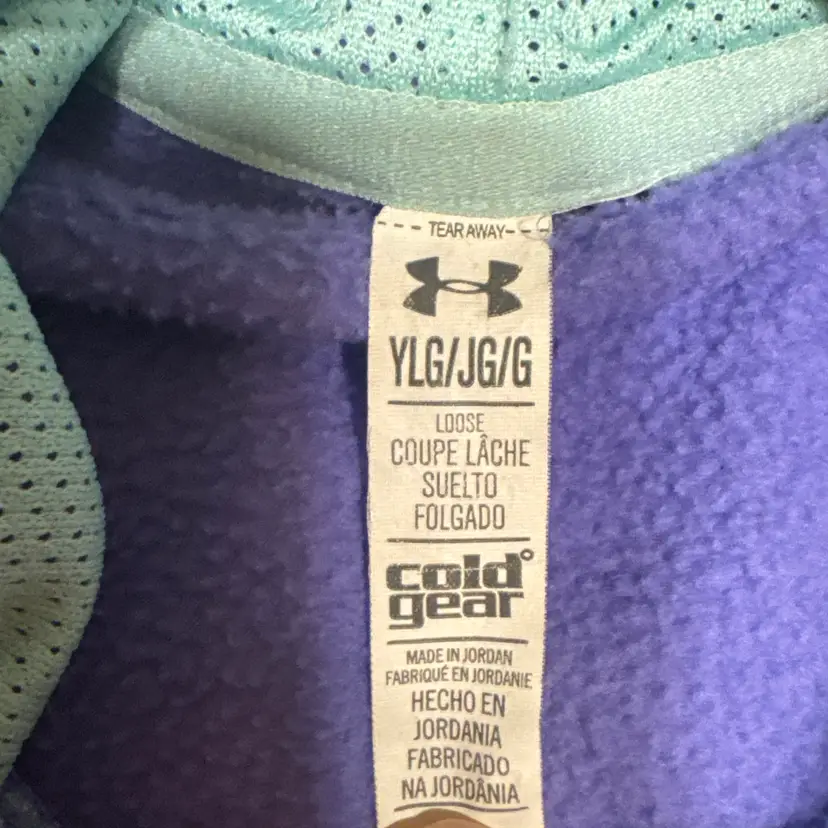 TEAR AWAY
YLG/JG/G
LOOSE
COUPE LÂCHE
SUELTO
FOLGADO
cold°
gear
MADE IN JORDAN
FABRIQUÉ EN JORDANIE
HECHO EN
JORDANIA
FABRICADO
NA JORDÂNIA